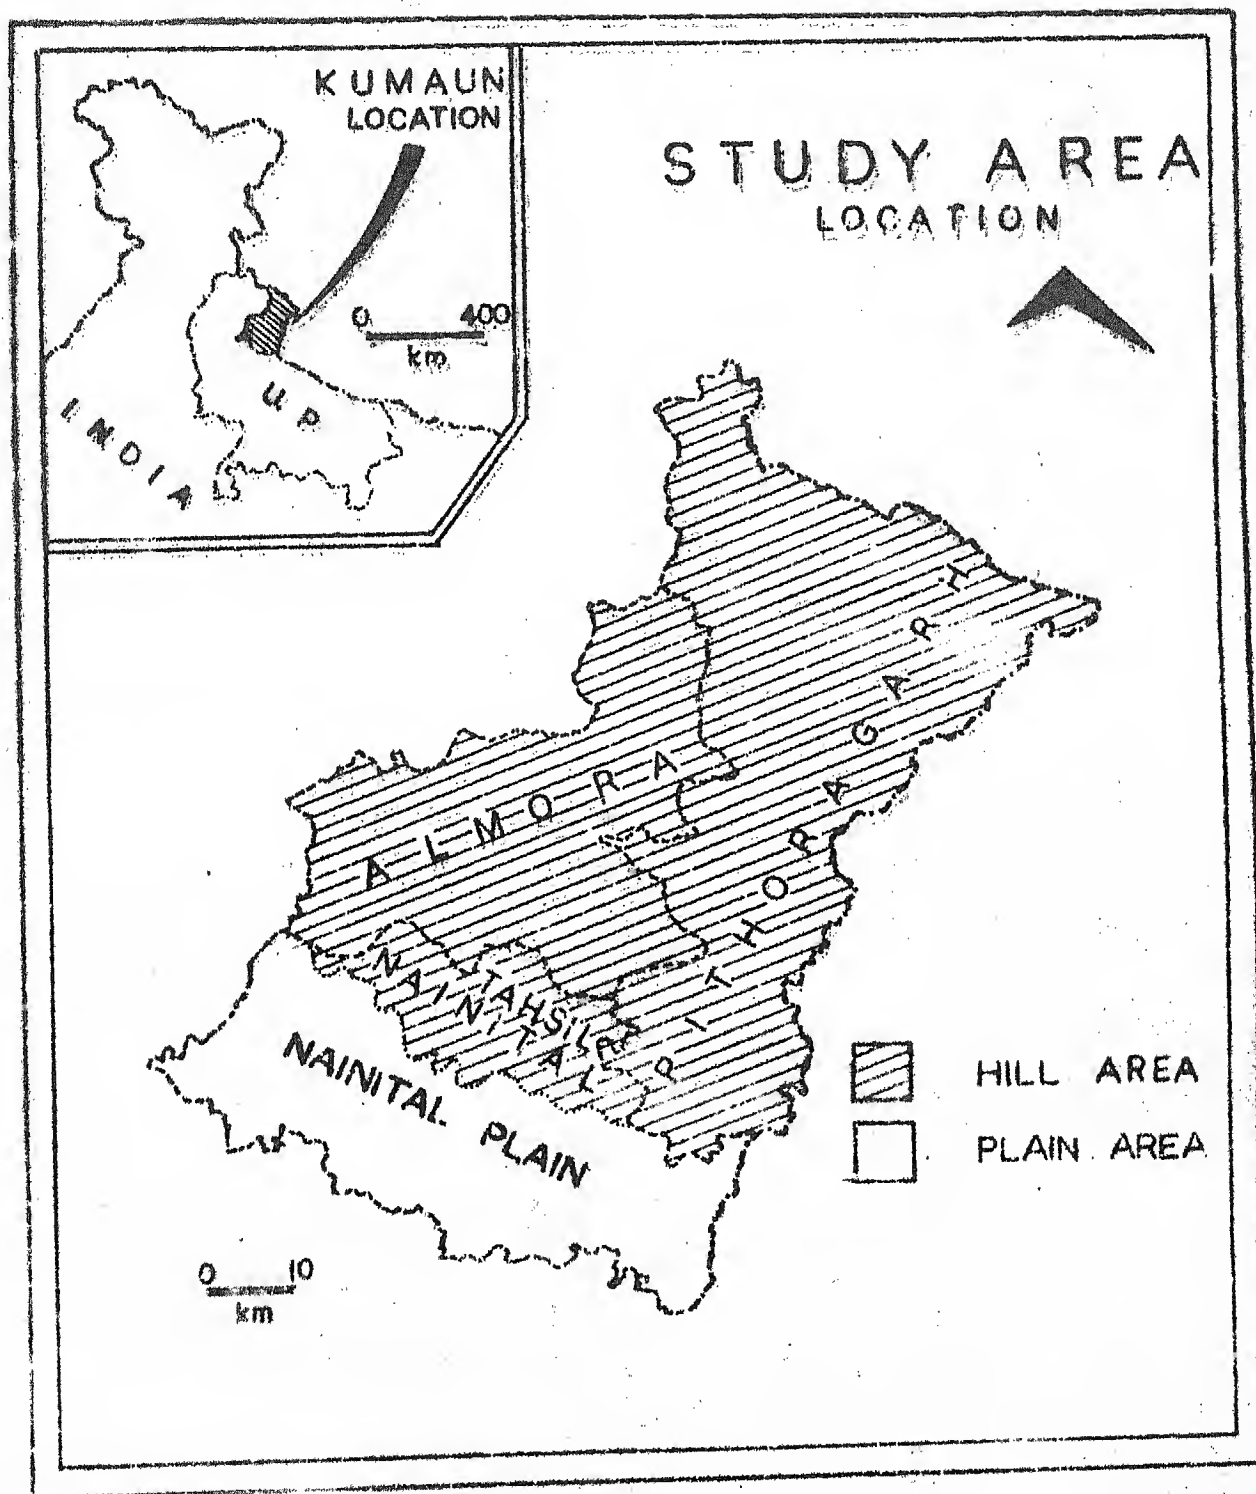 KUMAUN
LOCATION
0 400
km
INDIA
UP
STUDY AREA
LOCATION
PITHORAGARH
ALMORA
NAINITAL
TAHSIL
NAINITAL PLAIN
HILL AREA
PLAIN AREA
0 10
km